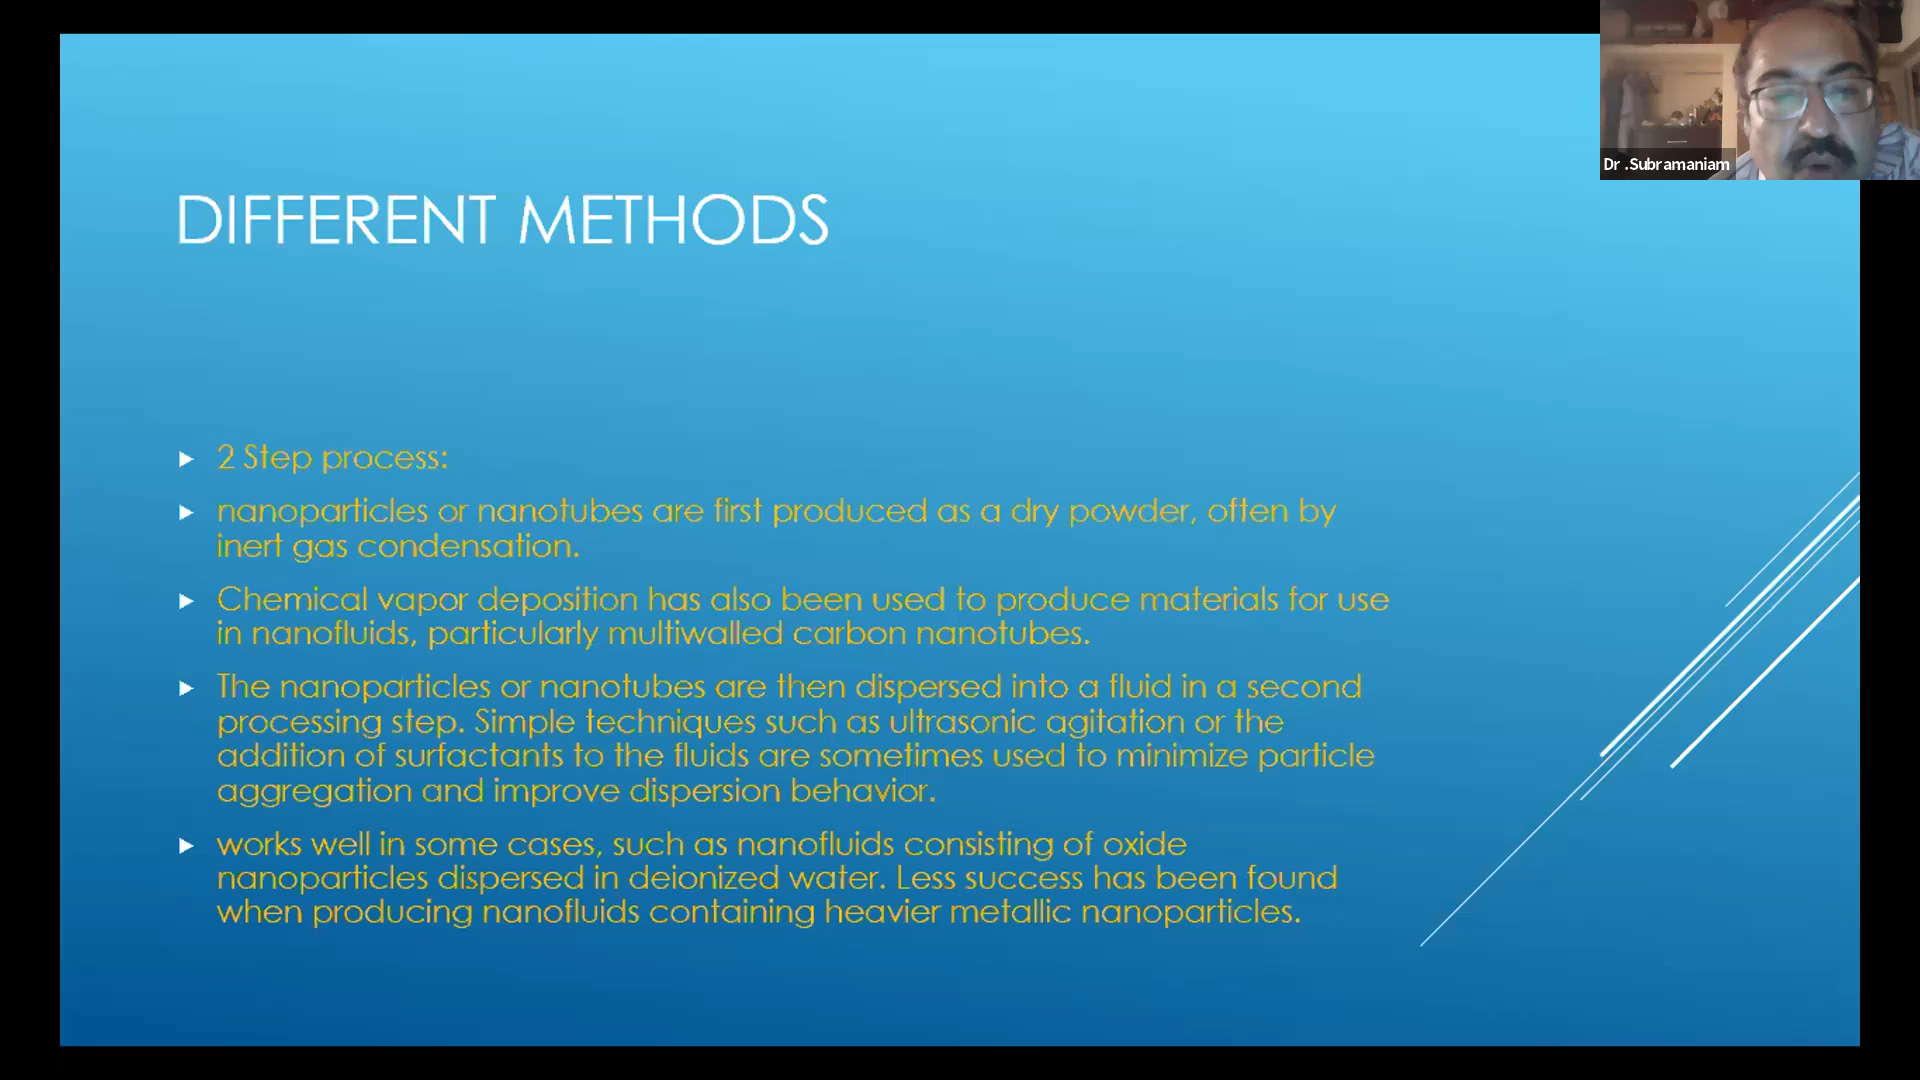 Dr .Subramaniam
DIFFERENT METHODS
2 Step process:
nanoparticles or nanotubes are first produced as a dry powder, often by
inert gas condensation.
Chemical vapor deposition has also been used to produce materials for use
in nanofluids, particularly multiwalled carbon nanotubes.
The nanoparticles or nanotubes are then dispersed into a fluid in a second
processing step. Simple techniques such as ultrasonic agitation or the
addition of surfactants to the fluids are sometimes used to minimize particle
aggregation and improve dispersion behavior.
works well in some cases, such as nanofluids consisting of oxide
nanoparticles dispersed in deionized water. Less success has been found
when producing nanofluids containing heavier metallic nanoparticles.